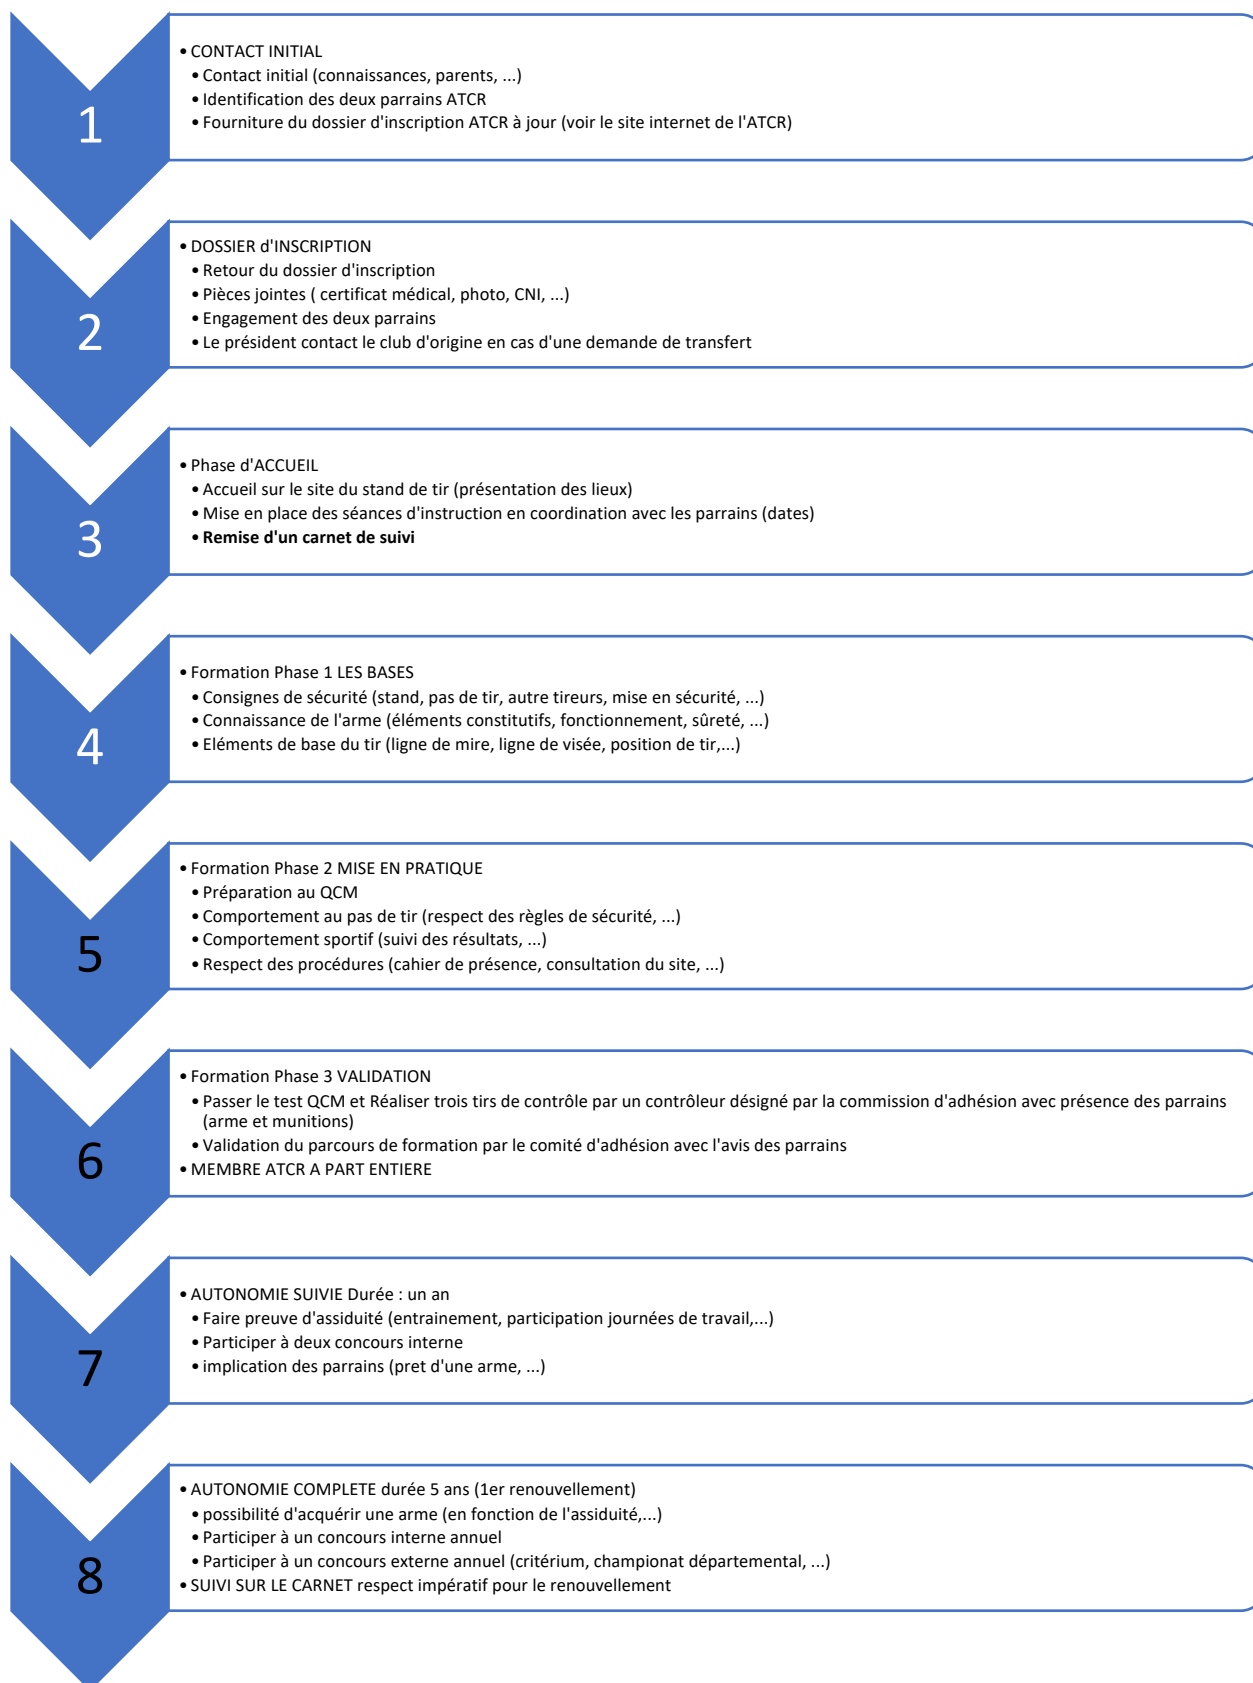 1
• CONTACT INITIAL
• Contact initial (connaissances, parents, ...)
• Identification des deux parrains ATCR
• Fourniture du dossier d'inscription ATCR à jour (voir le site internet de l'ATCR)
2
• DOSSIER d'INSCRIPTION
• Retour du dossier d'inscription
• Pièces jointes ( certificat médical, photo, CNI, ...)
• Engagement des deux parrains
• Le président contact le club d'origine en cas d'une demande de transfert
3
• Phase d'ACCUEIL
• Accueil sur le site du stand de tir (présentation des lieux)
• Mise en place des séances d'instruction en coordination avec les parrains (dates)
• Remise d'un carnet de suivi
4
• Formation Phase 1 LES BASES
• Consignes de sécurité (stand, pas de tir, autre tireurs, mise en sécurité, ...)
• Connaissance de l'arme (éléments constitutifs, fonctionnement, sûreté, ...)
• Eléments de base du tir (ligne de mire, ligne de visée, position de tir,...)
5
• Formation Phase 2 MISE EN PRATIQUE
• Préparation au QCM
• Comportement au pas de tir (respect des règles de sécurité, ...)
• Comportement sportif (suivi des résultats, ...)
• Respect des procédures (cahier de présence, consultation du site, ...)
6
• Formation Phase 3 VALIDATION
• Passer le test QCM et Réaliser trois tirs de contrôle par un contrôleur désigné par la commission d'adhésion avec présence des parrains
(arme et munitions)
• Validation du parcours de formation par le comité d'adhésion avec l'avis des parrains
• MEMBRE ATCR A PART ENTIERE
7
• AUTONOMIE SUIVIE Durée : un an
• Faire preuve d'assiduité (entrainement, participation journées de travail,...)
• Participer à deux concours interne
• implication des parrains (pret d'une arme, ...)
8
• AUTONOMIE COMPLETE durée 5 ans (1er renouvellement)
• possibilité d'acquérir une arme (en fonction de l'assiduité,...)
• Participer à un concours interne annuel
• Participer à un concours externe annuel (critérium, championat départemental, ...)
• SUIVI SUR LE CARNET respect impératif pour le renouvellement